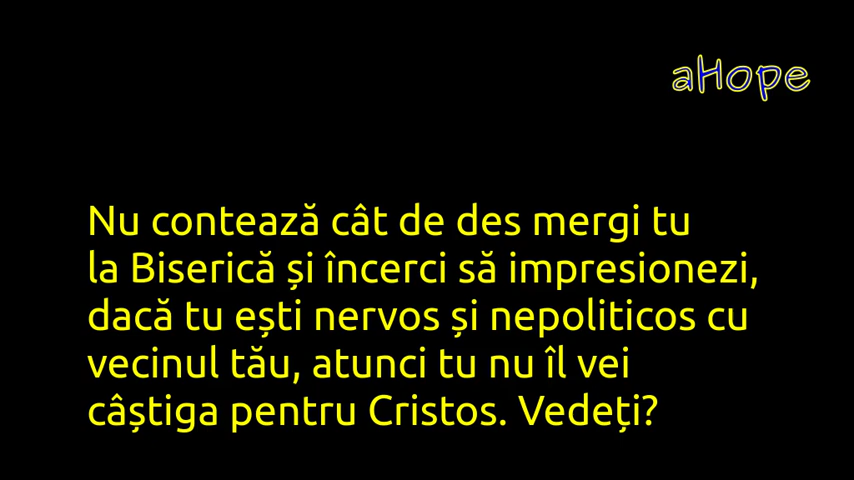 aHope
Nu contează cât de des mergi tu
la Biserică și încerci să impresionezi,
dacă tu ești nervos și nepoliticos cu
vecinul tău, atunci tu nu îl vei
câștiga pentru Cristos. Vedeți?